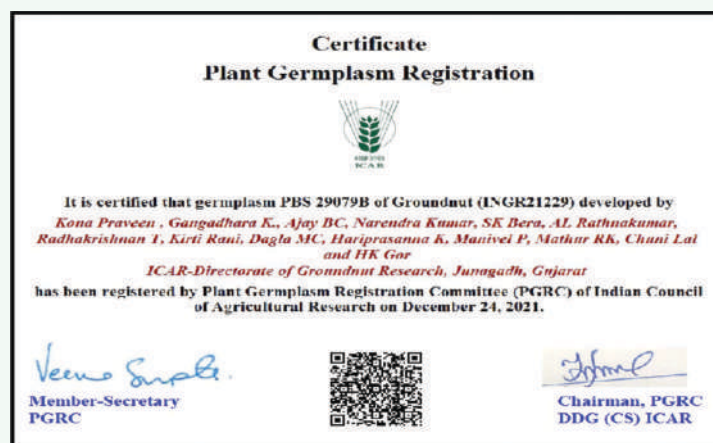 Certificate
Plant Germplasm Registration
ICAR
It is certified that germplasm PBS 29079B of Groundnut (INGR21229) developed by
Kona Praveen , Gangadhara K., Ajay BC, Narendra Kumar, SK Bera, AL Rathnakumar,
Radhakrishnan T, Kirti Rani, Dagla MC, Hariprasanna K, Manivel P, Mathur RK, Chuni Lal
and HK Gor
ICAR-Directorate of Groundnut Research, Junagadh, Gujarat
has been registered by Plant Germplasm Registration Committee (PGRC) of Indian Council
of Agricultural Research on December 24, 2021.
Member-Secretary
PGRC
Chairman, PGRC
DDG (CS) ICAR